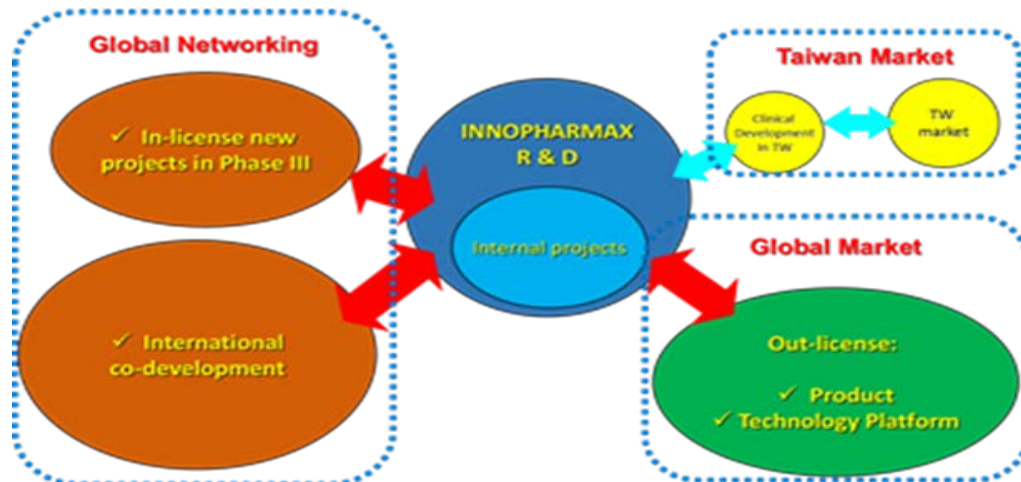 Global Networking
✓ In-license new
projects in Phase III
✓ International
co-development
INNOPHARMAX
R & D
Internal projects
Taiwan Market
Clinical
Development
in TW
TW
market
Global Market
Out-license:
✓ Product
✓ Technology Platform